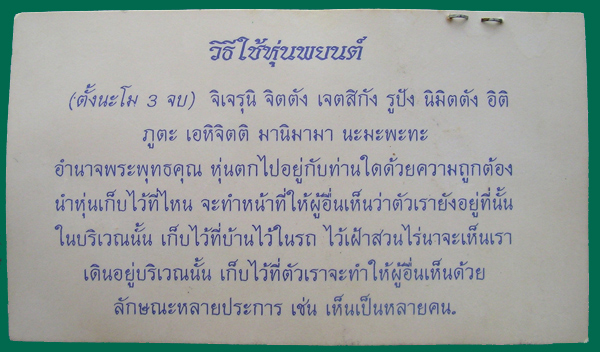 วิธีใช้หุ่นพยนต์
(ตั้งนะโม 3 จบ) จิเจรุนิ จิตตัง เจตสิกัง รูปัง นิมิตตัง อิติ
ภูตะ เอหิจิตติ มานิมามา นะมะพะทะ
อำนาจพระพุทธคุณ หุ่นตกไปอยู่กับท่านใดด้วยความถูกต้อง
นำหุ่นเก็บไว้ที่ไหน จะทำหน้าที่ให้ผู้อื่นเห็นว่าตัวเรายังอยู่ที่นั้น
ในบริเวณนั้น เก็บไว้ที่บ้านไว้ในรถ ไว้เฝ้าสวนไร่นาจะเห็นเรา
เดินอยู่บริเวณนั้น เก็บไว้ที่ตัวเราจะทำให้ผู้อื่นเห็นด้วย
ลักษณะหลายประการ เช่น เห็นเป็นหลายคน.